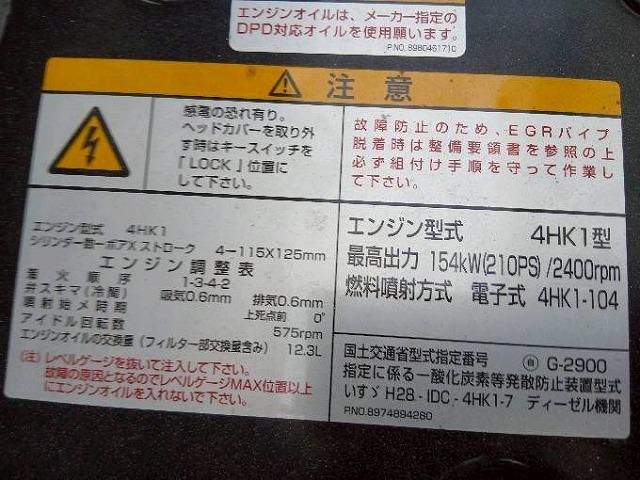 エンジンオイルは、メーカー指定の
DPD対応オイルを使用願います。
P.NO. 8980461710
注意
感電の恐れ有り。
ヘッドカバーを取り外
す時はキースイッチを
「LOCK」位置に
して下さい。
故障防止のため、EGRパイプ
脱着時は整備要領書を参照の上
必ず組付け手順を守って作業し
て下さい。
エンジン型式 4HK1
シリンダー数ーボアXストローク 4-115X125mm
エンジン調整表
着火順序 1-3-4-2
弁スキマ(冷間) 吸気0.6mm 排気0.6mm
噴射始メ時期 上死点前 0°
アイドル回転数 575rpm
エンジンオイルの交換量(フィルター部交換量含み) 12.3L
(注)レベルゲージを抜いて注入して下さい。
故障の原因となるのでレベルゲージMAX位置以上
にエンジンオイルを入れないで下さい。
エンジン型式 4HK1型
最高出力 154kW(210PS)/2400rpm
燃料噴射方式 電子式 4HK1-104
国土交通省型式指定番号 G-2900
指定に係る一酸化炭素等発散防止装置型式
いすゞ H28.-IDC-4HK1-7 ディーゼル機関
P.NO. 8974894260